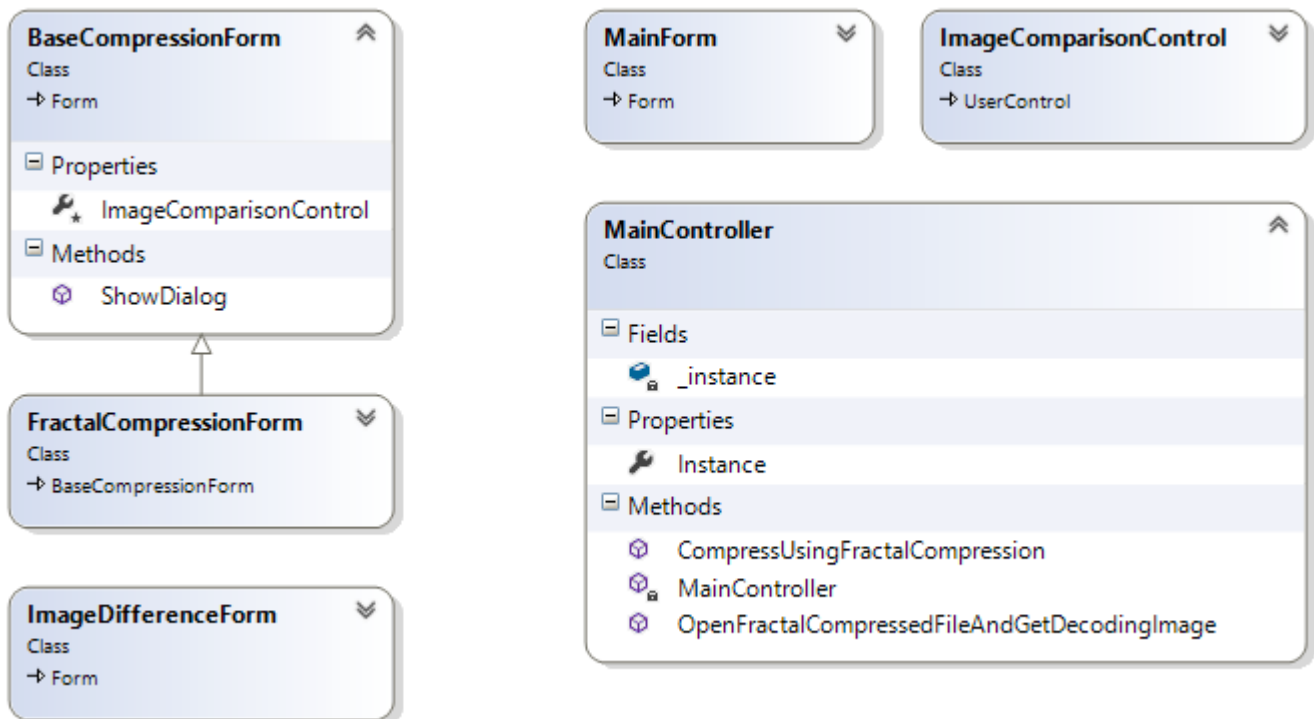 BaseCompressionForm
Class
Form
Properties
ImageComparisonControl
Methods
ShowDialog
FractalCompressionForm
Class
BaseCompressionForm
ImageDifferenceForm
Class
Form
MainForm
Class
Form
ImageComparisonControl
Class
UserControl
MainController
Class
Fields
_instance
Properties
Instance
Methods
CompressUsingFractalCompression
MainController
OpenFractalCompressedFileAndGetDecodingImage